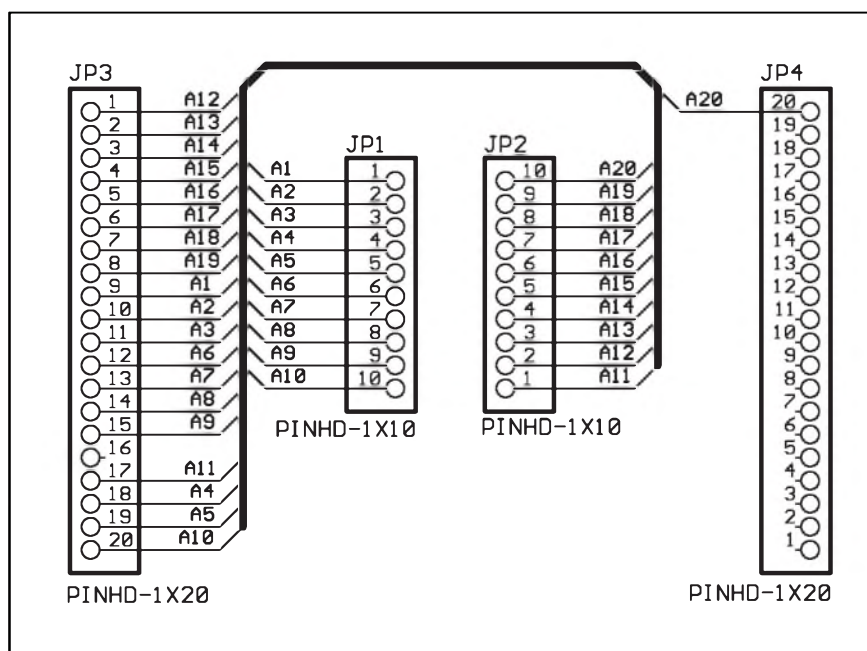 JP3
1 A12
2 A13
3 A14
4 A15
5 A16
6 A17
7 A18
8 A19
9 A1
10 A2
11 A3
12 A6
13 A7
14 A8
15 A9
16
17 A11
18 A4
19 A5
20 A10
PINHD-1X20
JP1
A1 1
A2 2
A3 3
A4 4
A5 5
A6 6
A7 7
A8 8
A9 9
A10 10
PINHD-1X10
JP2
10 A20
9 A19
8 A18
7 A17
6 A16
5 A15
4 A14
3 A13
2 A12
1 A11
PINHD-1X10
JP4
A20 20
19
18
17
16
15
14
13
12
11
10
9
8
7
6
5
4
3
2
1
PINHD-1X20